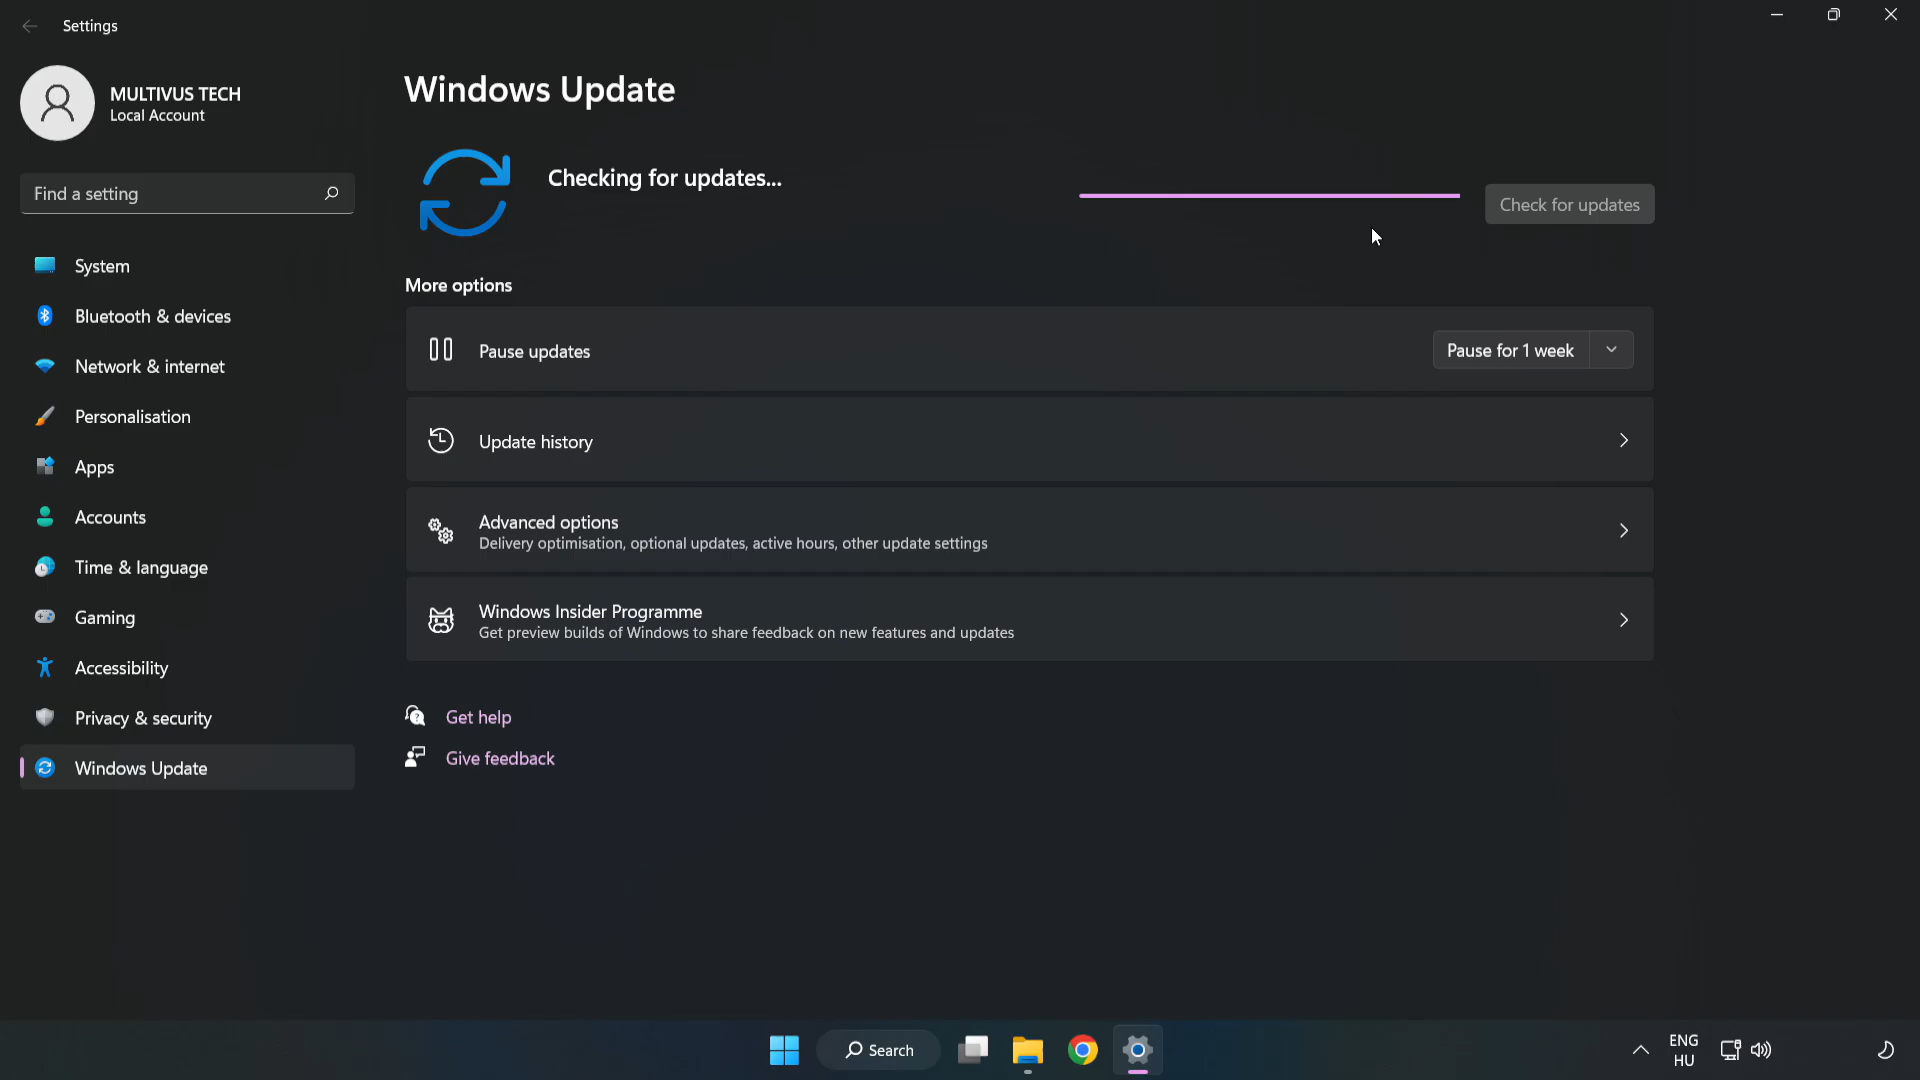 Settings
MULTIVUS TECH
Local Account
Find a setting
System
Bluetooth & devices
Network & internet
Personalisation
Apps
Accounts
Time & language
Gaming
Accessibility
Privacy & security
Windows Update
Windows Update
Checking for updates...
Check for updates
More options
Pause updates
Pause for 1 week
Update history
Advanced options
Delivery optimisation, optional updates, active hours, other update settings
Windows Insider Programme
Get preview builds of Windows to share feedback on new features and updates
Get help
Give feedback
Search
ENG
HU